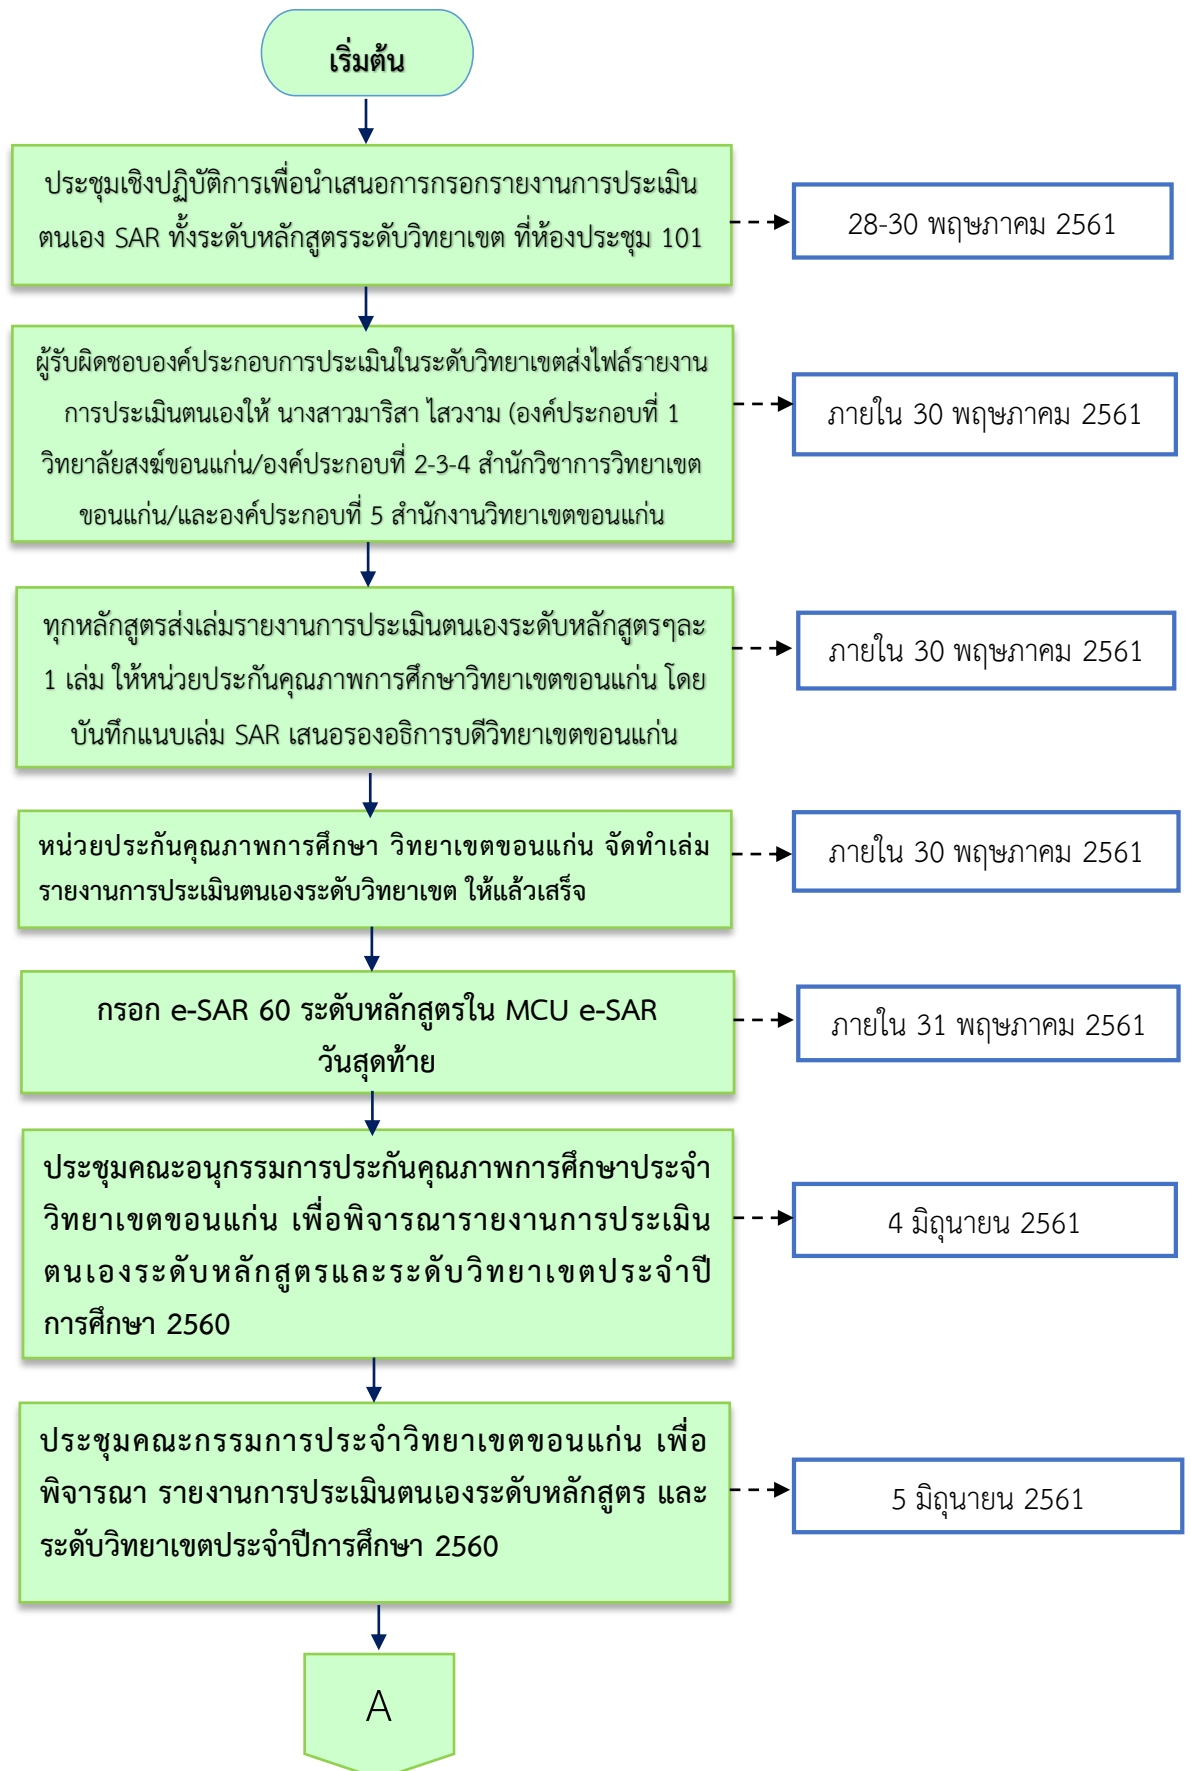 เริ่มต้น
ประชุมเชิงปฏิบัติการเพื่อนำเสนอการกรอกรายงานการประเมิน
ตนเอง SAR ทั้งระดับหลักสูตรระดับวิทยาเขต ที่ห้องประชุม 101
28-30 พฤษภาคม 2561
ผู้รับผิดชอบองค์ประกอบการประเมินในระดับวิทยาเขตส่งไฟล์รายงาน
การประเมินตนเองให้ นางสาวมาริสา ไสวงาม (องค์ประกอบที่ 1
วิทยาลัยสงฆ์ขอนแก่น/องค์ประกอบที่ 2-3-4 สำนักวิชาการวิทยาเขต
ขอนแก่น/และองค์ประกอบที่ 5 สำนักงานวิทยาเขตขอนแก่น
ภายใน 30 พฤษภาคม 2561
ทุกหลักสูตรส่งเล่มรายงานการประเมินตนเองระดับหลักสูตรๆละ
1 เล่ม ให้หน่วยประกันคุณภาพการศึกษาวิทยาเขตขอนแก่น โดย
บันทึกแนบเล่ม SAR เสนอรองอธิการบดีวิทยาเขตขอนแก่น
ภายใน 30 พฤษภาคม 2561
หน่วยประกันคุณภาพการศึกษา วิทยาเขตขอนแก่น จัดทำเล่ม
รายงานการประเมินตนเองระดับวิทยาเขต ให้แล้วเสร็จ
ภายใน 30 พฤษภาคม 2561
กรอก e-SAR 60 ระดับหลักสูตรใน MCU e-SAR
วันสุดท้าย
ภายใน 31 พฤษภาคม 2561
ประชุมคณะอนุกรรมการประกันคุณภาพการศึกษาประจำ
วิทยาเขตขอนแก่น เพื่อพิจารณารายงานการประเมิน
ตนเองระดับหลักสูตรและระดับวิทยาเขตประจำปี
การศึกษา 2560
4 มิถุนายน 2561
ประชุมคณะกรรมการประจำวิทยาเขตขอนแก่น เพื่อ
พิจารณา รายงานการประเมินตนเองระดับหลักสูตร และ
ระดับวิทยาเขตประจำปีการศึกษา 2560
5 มิถุนายน 2561
A